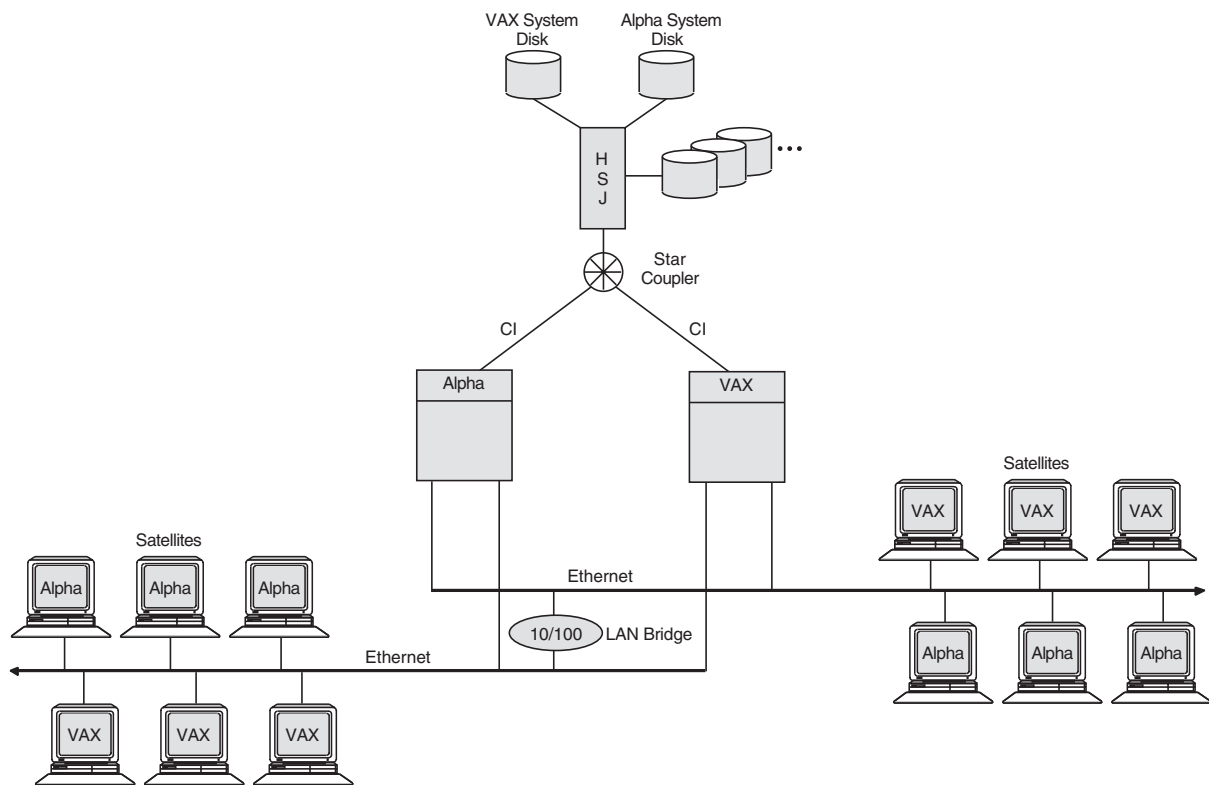 VAX System
Disk
Alpha System
Disk
H
S
J
Star
Coupler
CI
CI
Alpha
VAX
Satellites
VAX
VAX
VAX
Satellites
Alpha
Alpha
Alpha
Ethernet
10/100
LAN Bridge
Alpha
Alpha
Alpha
Ethernet
VAX
VAX
VAX